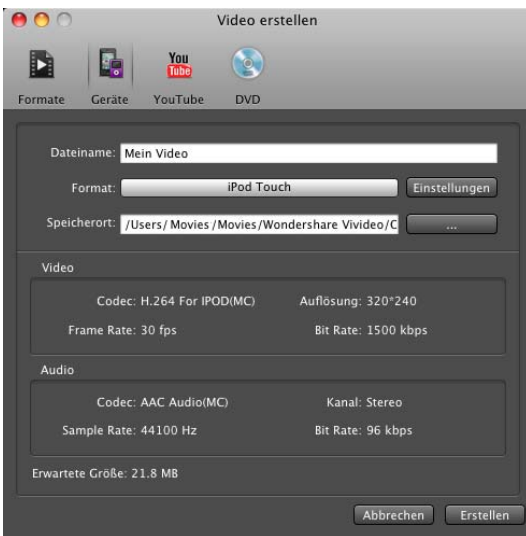 Video erstellen
You
Tube
Formate Geräte YouTube DVD
Dateiname: Mein Video
Format: iPod Touch Einstellungen
Speicherort: /Users/ Movies /Movies/Wondershare Vivideo/C ...
Video
Codec: H.264 For IPOD(MC) Auflösung: 320*240
Frame Rate: 30 fps Bit Rate: 1500 kbps
Audio
Codec: AAC Audio(MC) Kanal: Stereo
Sample Rate: 44100 Hz Bit Rate: 96 kbps
Erwartete Größe: 21.8 MB
Abbrechen Erstellen